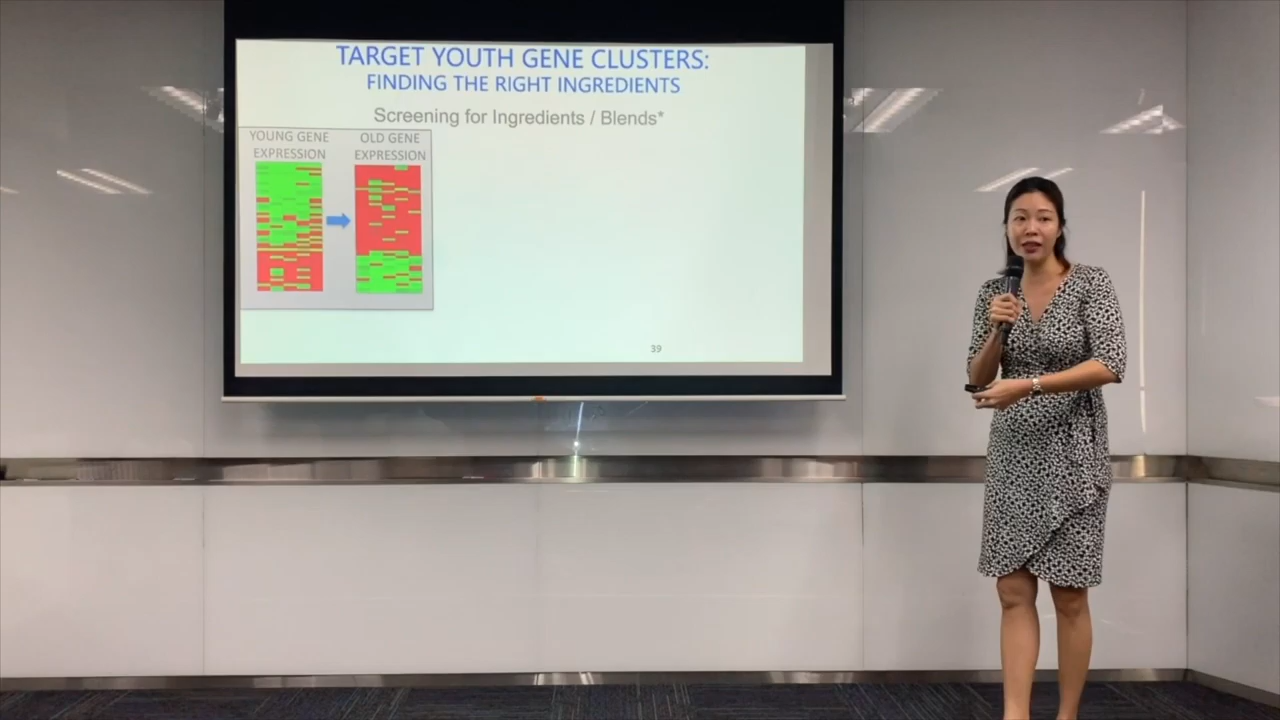 TARGET YOUTH GENE CLUSTERS:
FINDING THE RIGHT INGREDIENTS
Screening for Ingredients / Blends*
YOUNG GENE
EXPRESSION
OLD GENE
EXPRESSION
39